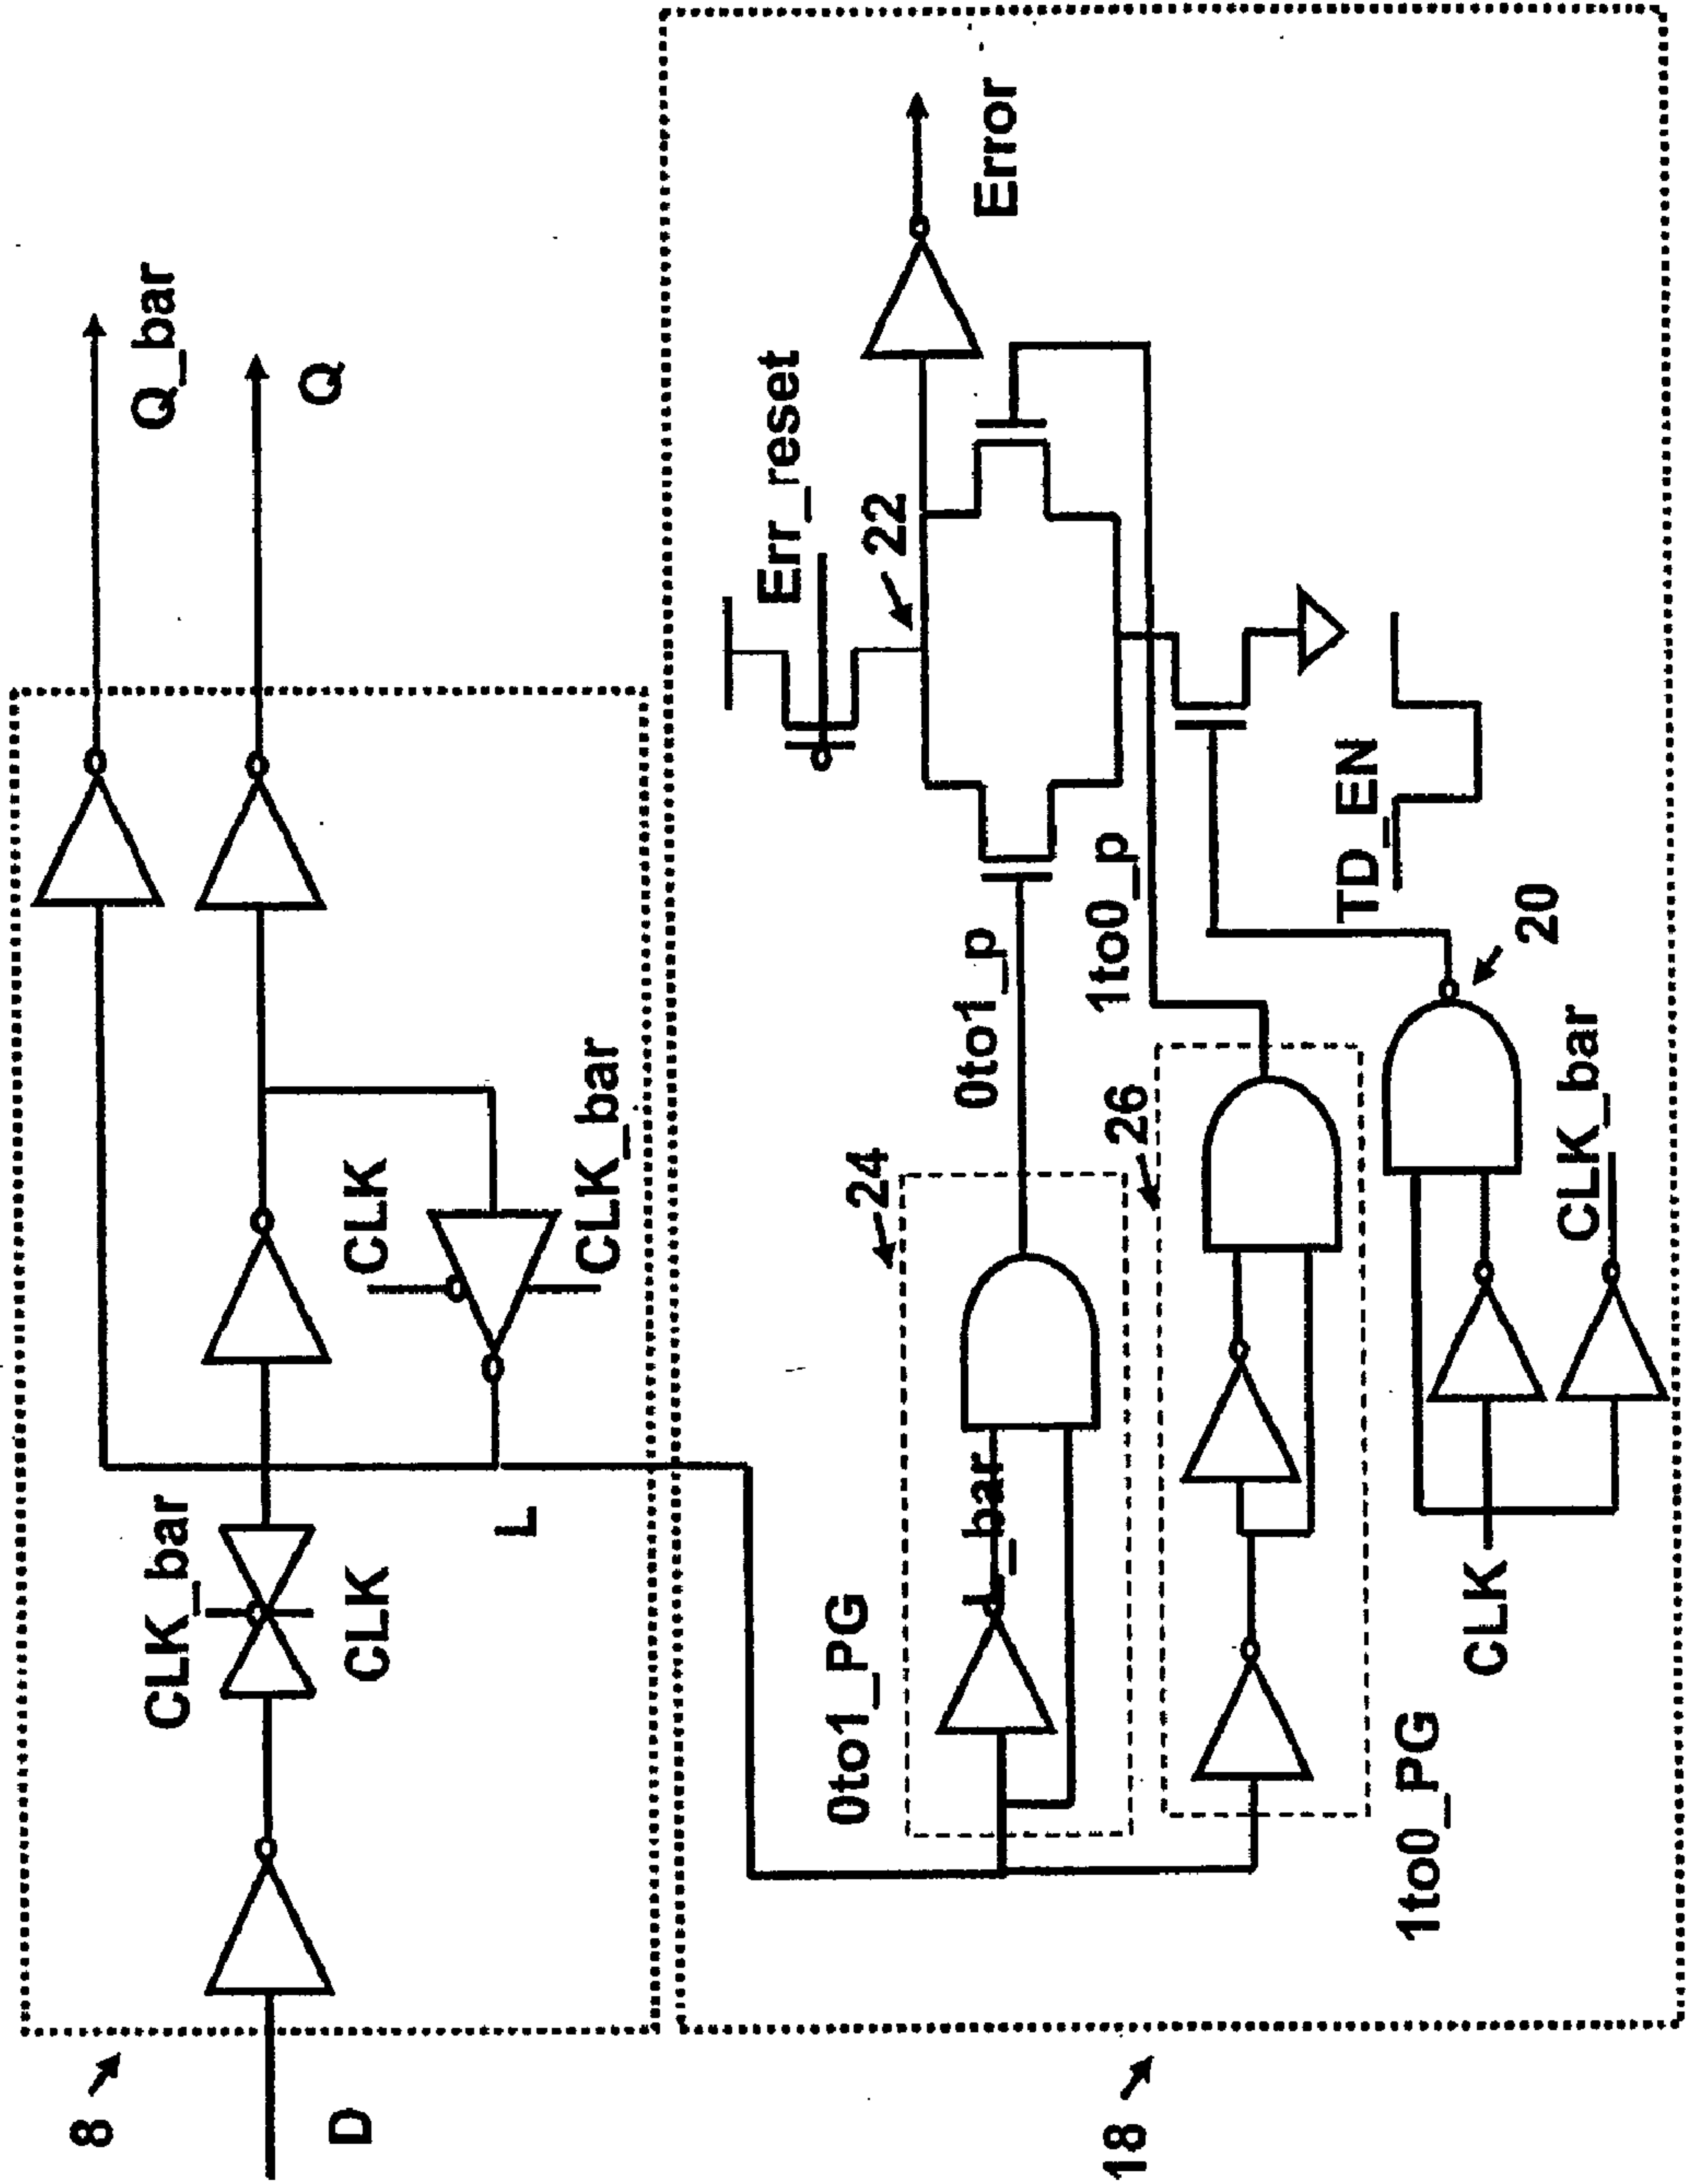 8
D
CLK_bar
CLK
L
CLK
CLK_bar
Q_bar
Q
18
0to1_PG
24
L_bar
0to1_p
1to0_PG
26
1to0_p
Err_reset
22
Error
CLK
CLK_bar
20
TD_EN